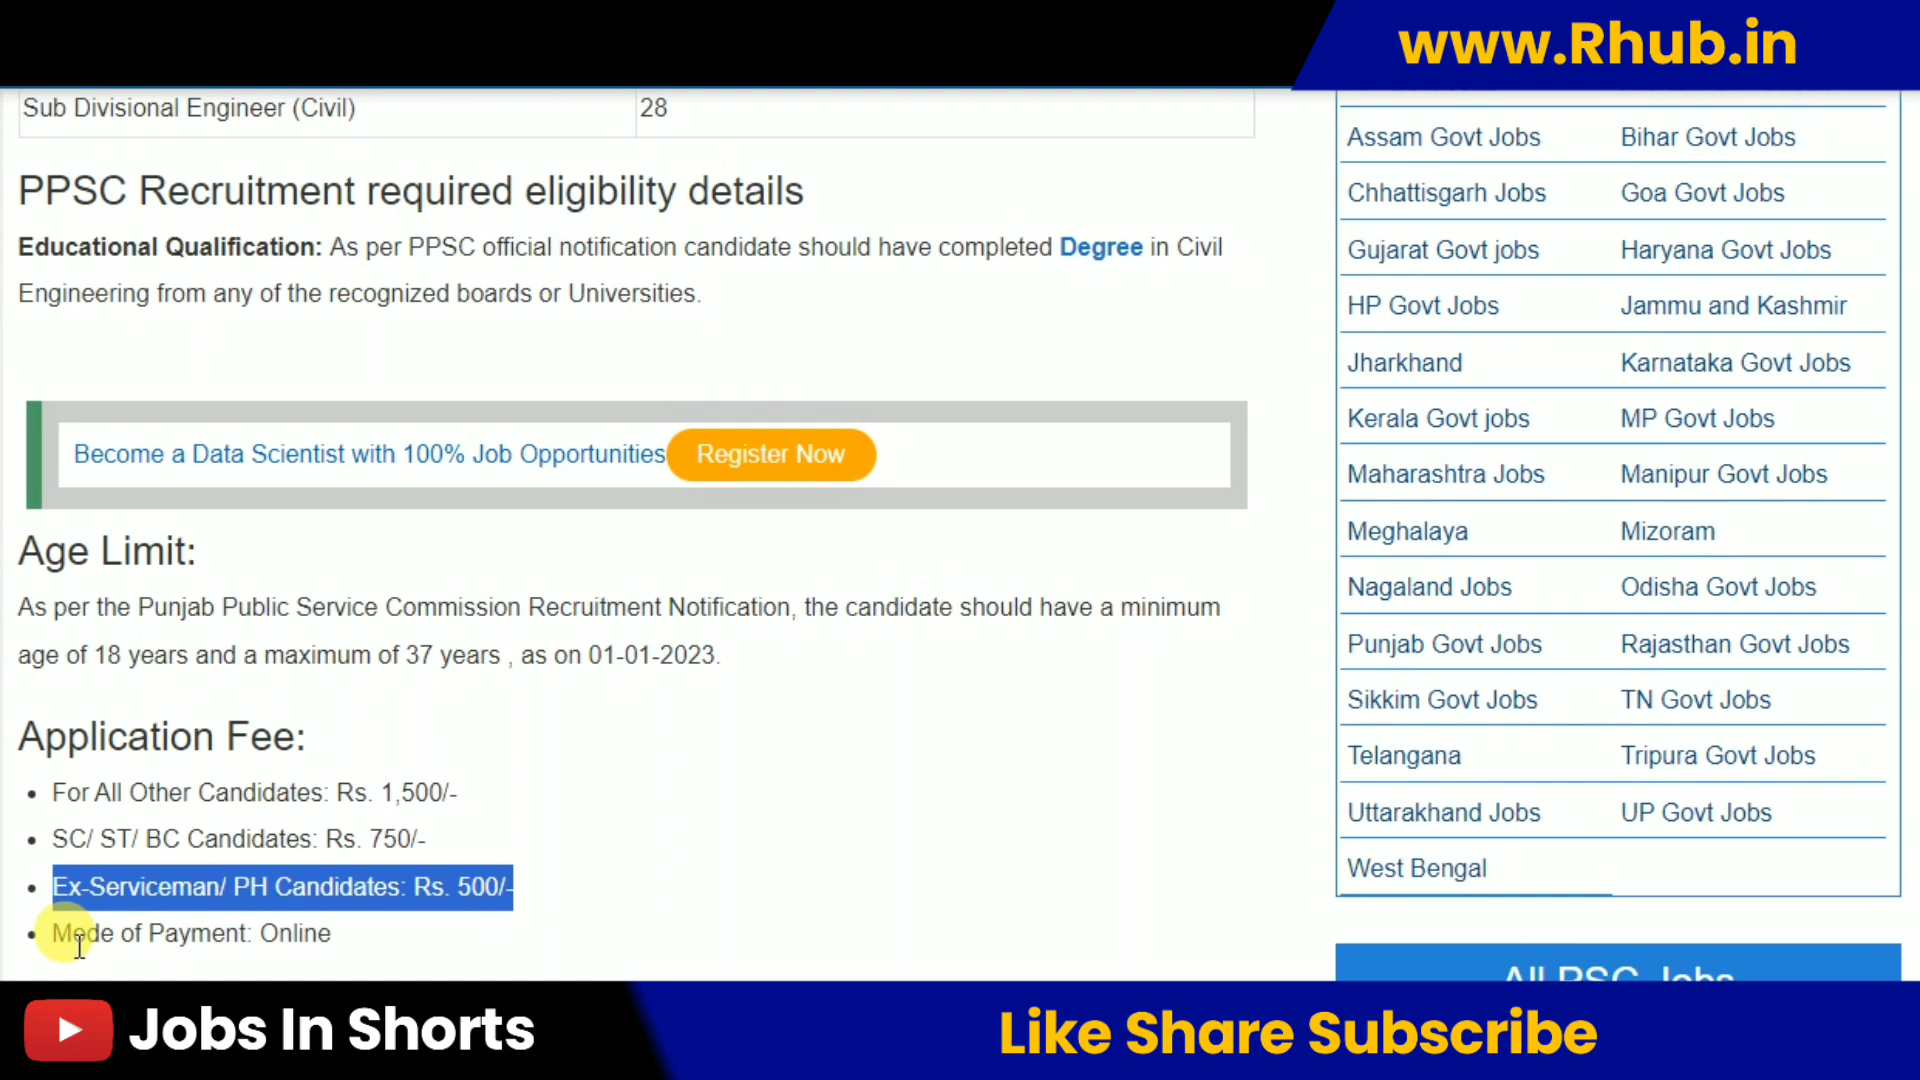 www.Rhub.in
Sub Divisional Engineer (Civil) 28
PPSC Recruitment required eligibility details
Educational Qualification: As per PPSC official notification candidate should have completed Degree in Civil
Engineering from any of the recognized boards or Universities.
Become a Data Scientist with 100% Job Opportunities Register Now
Age Limit:
As per the Punjab Public Service Commission Recruitment Notification, the candidate should have a minimum
age of 18 years and a maximum of 37 years , as on 01-01-2023.
Application Fee:
• For All Other Candidates: Rs. 1,500/-
• SC/ ST/ BC Candidates: Rs. 750/-
• Ex-Serviceman/ PH Candidates: Rs. 500/-
• Mode of Payment: Online
Assam Govt Jobs Bihar Govt Jobs
Chhattisgarh Jobs Goa Govt Jobs
Gujarat Govt jobs Haryana Govt Jobs
HP Govt Jobs Jammu and Kashmir
Jharkhand Karnataka Govt Jobs
Kerala Govt jobs MP Govt Jobs
Maharashtra Jobs Manipur Govt Jobs
Meghalaya Mizoram
Nagaland Jobs Odisha Govt Jobs
Punjab Govt Jobs Rajasthan Govt Jobs
Sikkim Govt Jobs TN Govt Jobs
Telangana Tripura Govt Jobs
Uttarakhand Jobs UP Govt Jobs
West Bengal
All PSC Jobs
Jobs In Shorts
Like Share Subscribe